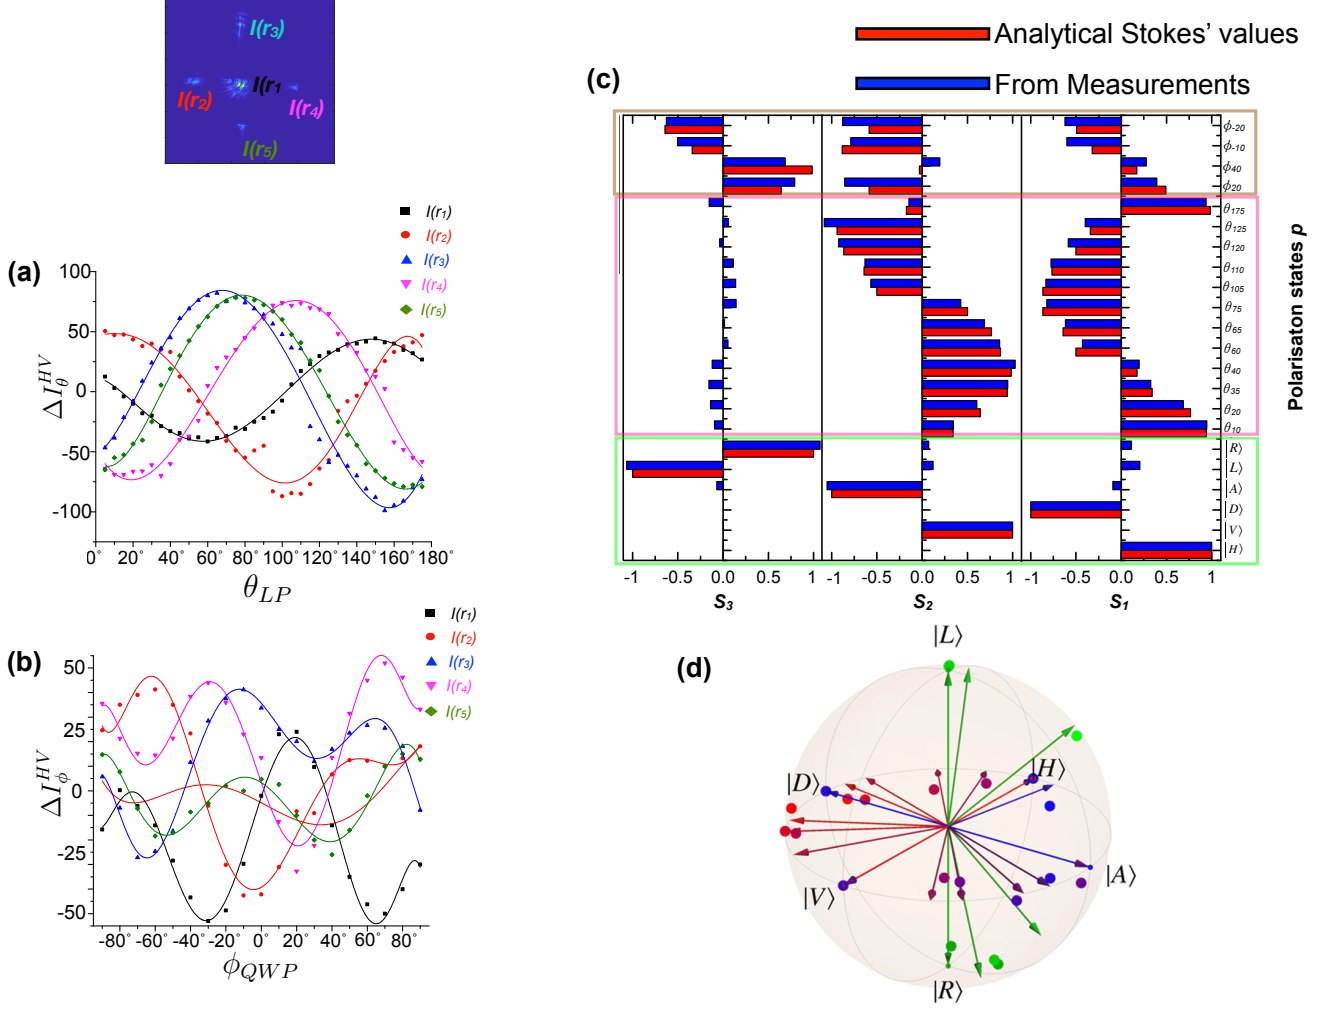 I(r3)
I(r1
I(r2)
I(r4)
I(r5)
Analytical Stokes' values
From Measurements
(a)
I(r1)
I(r2)
I(r3)
I(r4)
I(r5)
100
50
0
-50
-100
ΔI_θ^HV
0° 20 40 60 80 100 120 140 160 180°
θ_LP
(b)
I(r1)
I(r2)
I(r3)
I(r4)
I(r5)
50
25
0
-25
-50
ΔI_ϕ^HV
-80° -60° -40° -20° 0° 20° 40° 60° 80°
ϕ_QWP
(c)
ϕ-20
ϕ-10
ϕ40
ϕ20
θ175
θ125
θ120
θ110
θ105
θ75
θ65
θ60
θ40
θ35
θ20
θ10
|R⟩
|L⟩
|A⟩
|D⟩
|V⟩
|H⟩
Polarisaton states p
-1 -0.5 0.0 0.5 1 -1 -0.5 0.0 0.5 1 -1 -0.5 0.0 0.5 1
S3 S2 S1
(d)
|L⟩
|H⟩
|D⟩
|V⟩
|A⟩
|R⟩